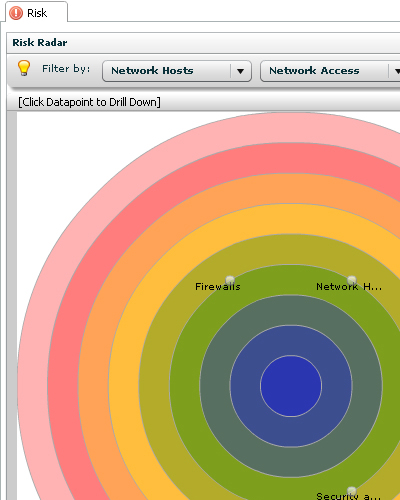 Risk
Risk Radar
Filter by: Network Hosts Network Access
[Click Datapoint to Drill Down]
Firewalls Network H...
Security a...